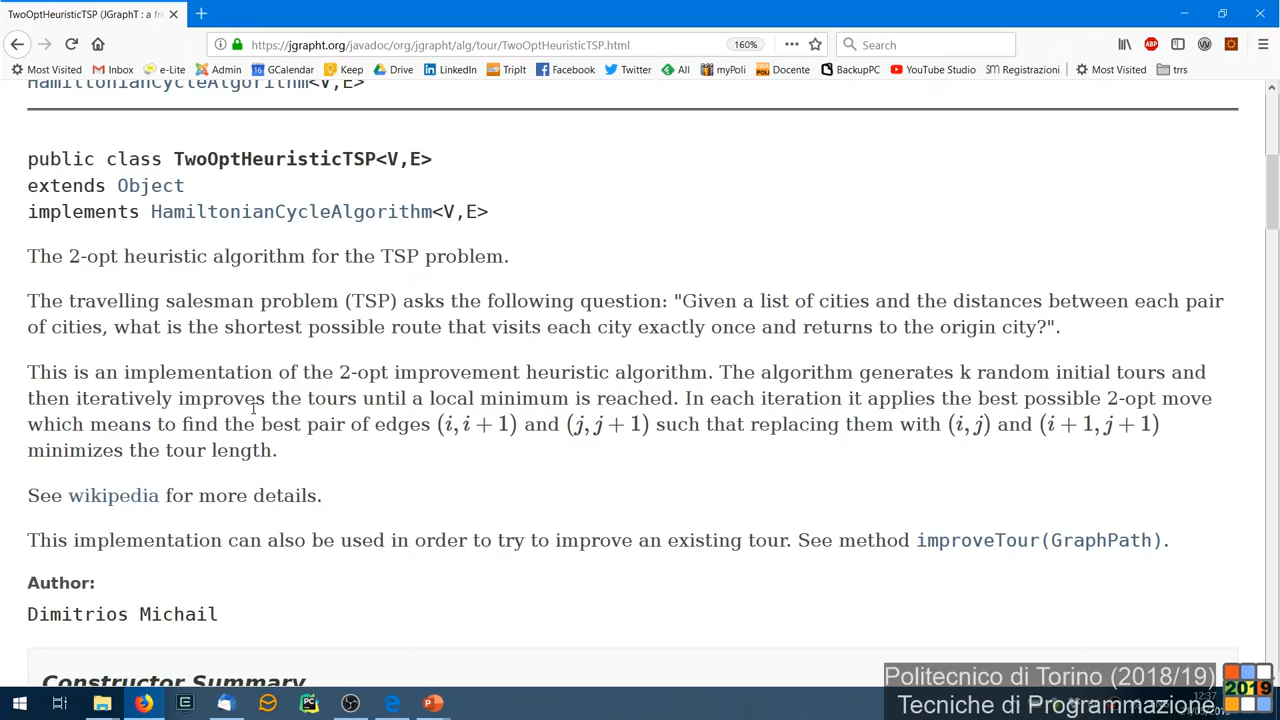 TwoOptHeuristicTSP (JGraphT : a fr
https://jgrapht.org/javadoc/org/jgrapht/alg/tour/TwoOptHeuristicTSP.html
160%
Search
Most Visited Inbox e-Lite Admin GCalendar Keep Drive LinkedIn TripIt Facebook Twitter All myPoli Docente BackupPC YouTube Studio Registrazioni Most Visited trrs
HamiltonianCycleAlgorithm<V,E>
public class TwoOptHeuristicTSP<V,E>
extends Object
implements HamiltonianCycleAlgorithm<V,E>
The 2-opt heuristic algorithm for the TSP problem.
The travelling salesman problem (TSP) asks the following question: "Given a list of cities and the distances between each pair
of cities, what is the shortest possible route that visits each city exactly once and returns to the origin city?".
This is an implementation of the 2-opt improvement heuristic algorithm. The algorithm generates k random initial tours and
then iteratively improves the tours until a local minimum is reached. In each iteration it applies the best possible 2-opt move
which means to find the best pair of edges (i, i + 1) and (j, j + 1) such that replacing them with (i, j) and (i + 1, j + 1)
minimizes the tour length.
See wikipedia for more details.
This implementation can also be used in order to try to improve an existing tour. See method improveTour(GraphPath).
Author:
Dimitrios Michail
Constructor Summary
Politecnico di Torino (2018/19)
Tecniche di Programmazione
2019
12:37